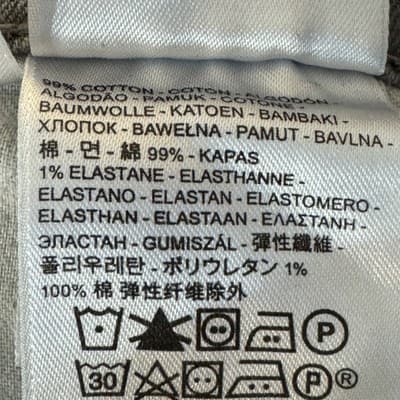 99% COTTON - COTON - ALGODON -
ALGODÃO - PAMUK - COTONE -
BAUMWOLLE - KATOEN - BAMBAKI -
ХЛОПОК - BAWEŁNA - PAMUT - BAVLNA -
棉 - 면 - 綿 99% - KAPAS
1% ELASTANE - ELASTHANNE -
ELASTANO - ELASTAN - ELASTOMERO -
ELASTHAN - ELASTAAN - ΕΛΑΣΤΑΝΗ -
ЭЛАСТАН - GUMISZÁL - 彈性纖維 -
폴리우레탄 - ポリウレタン 1%
100% 棉 弹性纤维除外
P
30 P ®